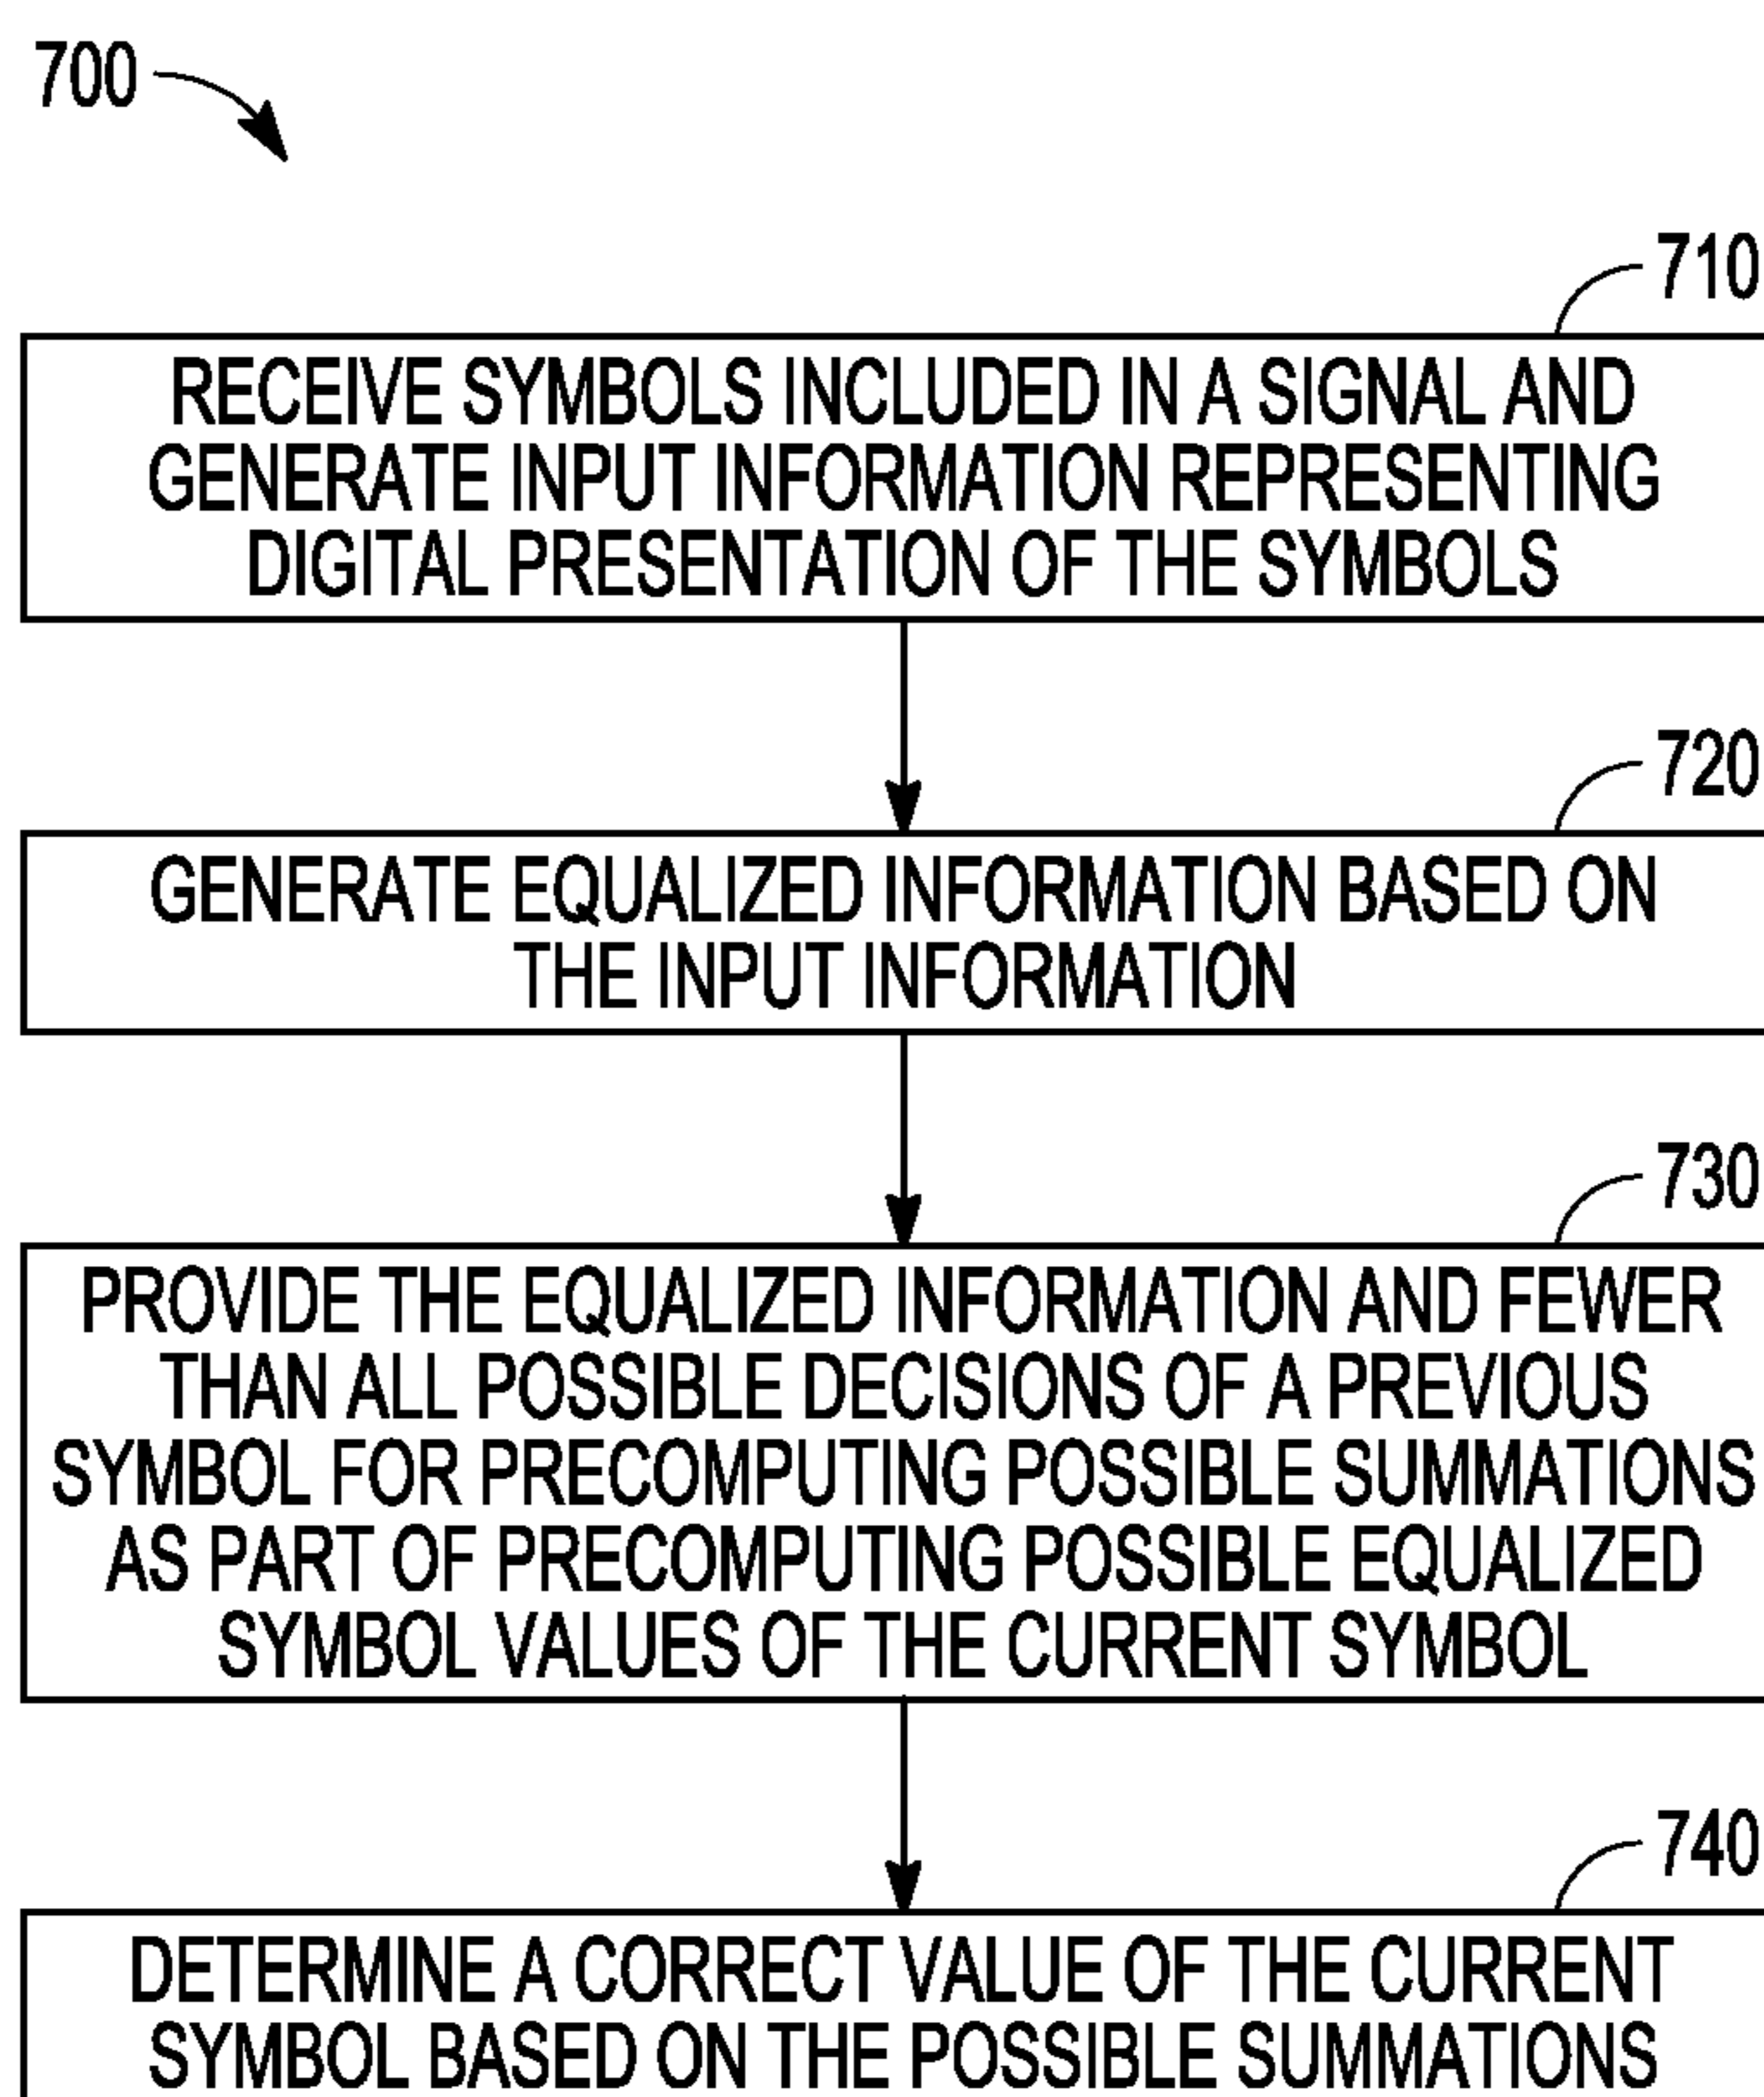 700
710
RECEIVE SYMBOLS INCLUDED IN A SIGNAL AND
GENERATE INPUT INFORMATION REPRESENTING
DIGITAL PRESENTATION OF THE SYMBOLS
720
GENERATE EQUALIZED INFORMATION BASED ON
THE INPUT INFORMATION
730
PROVIDE THE EQUALIZED INFORMATION AND FEWER
THAN ALL POSSIBLE DECISIONS OF A PREVIOUS
SYMBOL FOR PRECOMPUTING POSSIBLE SUMMATIONS
AS PART OF PRECOMPUTING POSSIBLE EQUALIZED
SYMBOL VALUES OF THE CURRENT SYMBOL
740
DETERMINE A CORRECT VALUE OF THE CURRENT
SYMBOL BASED ON THE POSSIBLE SUMMATIONS